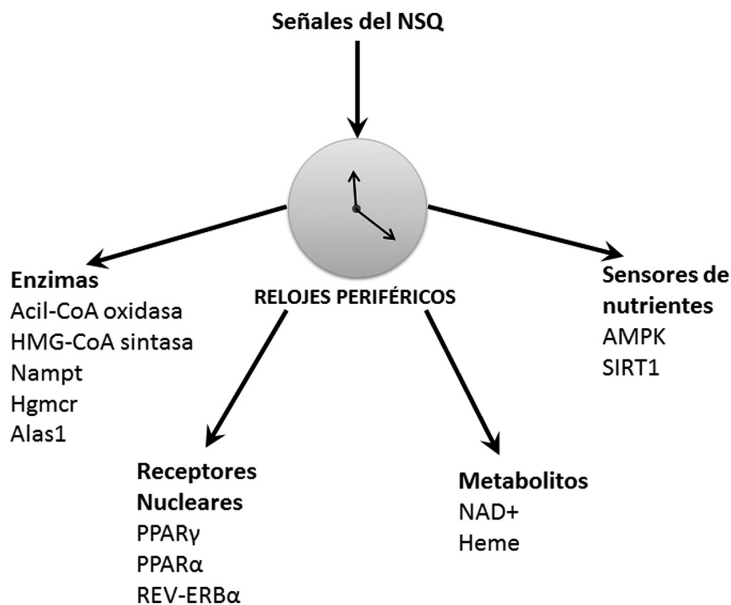 Señales del NSQ
RELOJES PERIFÉRICOS
Enzimas
Acil-CoA oxidasa
HMG-CoA sintasa
Nampt
Hgmcr
Alas1
Receptores
Nucleares
PPARγ
PPARα
REV-ERBα
Metabolitos
NAD+
Heme
Sensores de
nutrientes
AMPK
SIRT1